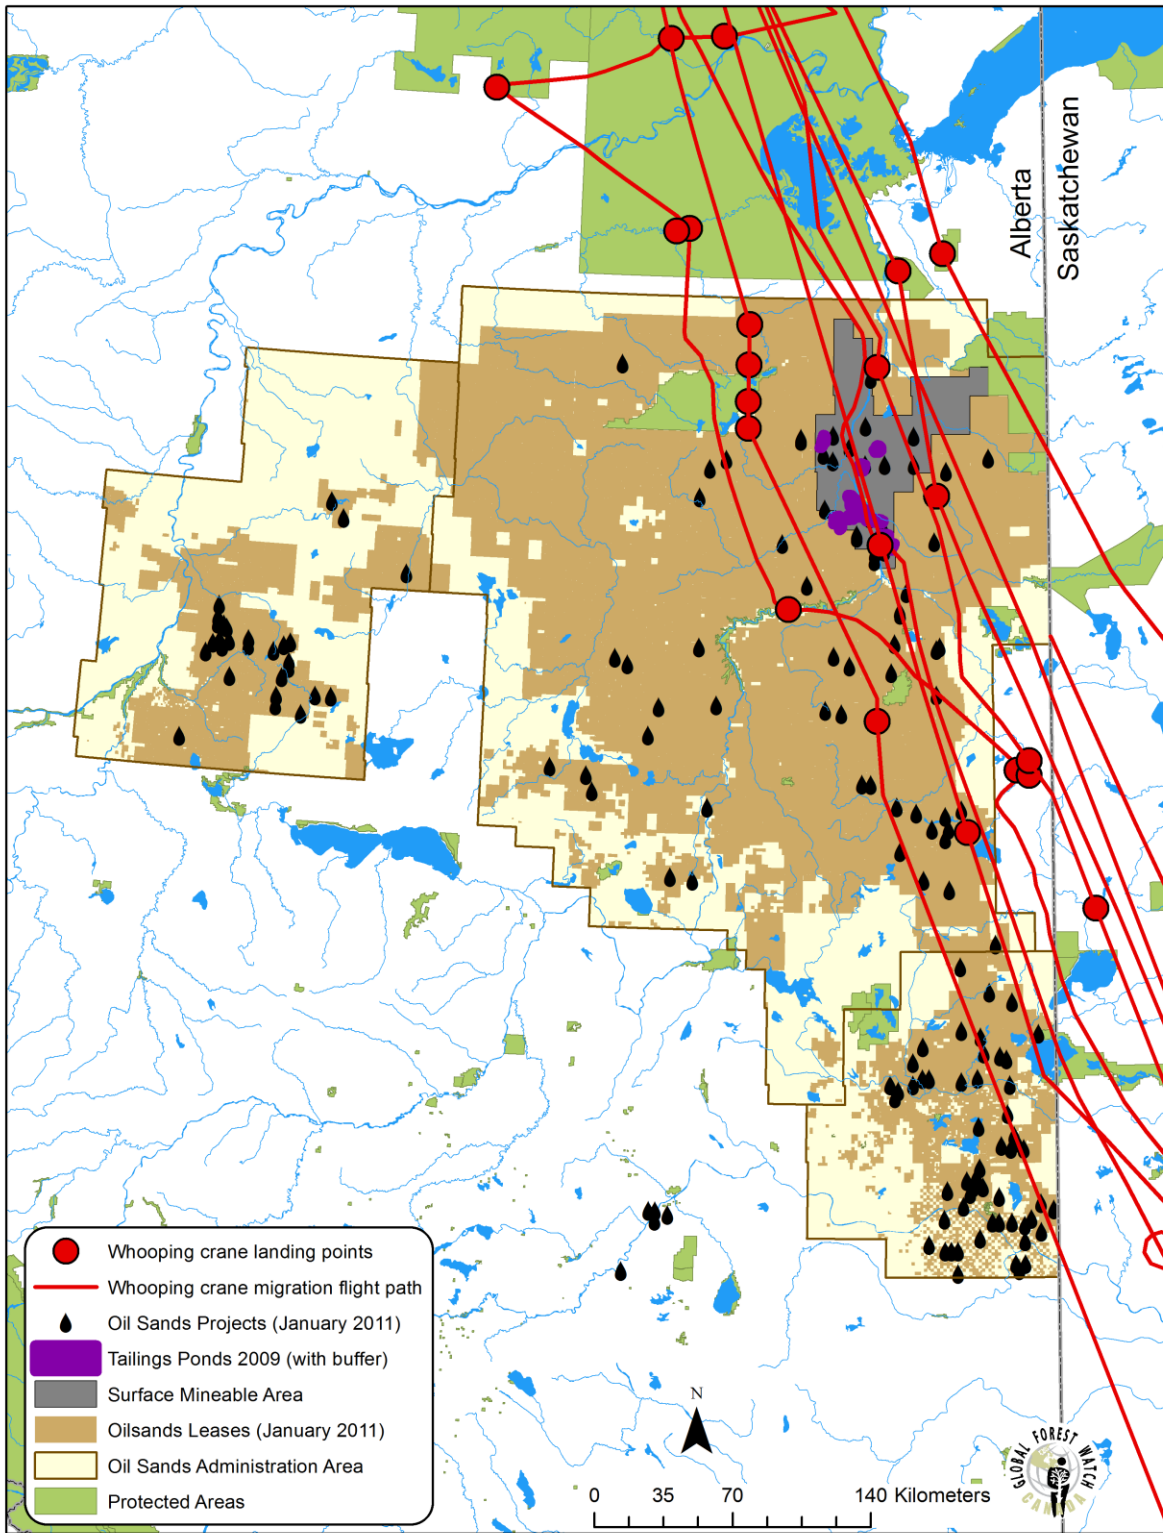 Alberta
Saskatchewan
Whooping crane landing points
Whooping crane migration flight path
Oil Sands Projects (January 2011)
Tailings Ponds 2009 (with buffer)
Surface Mineable Area
Oilsands Leases (January 2011)
Oil Sands Administration Area
Protected Areas
N
0 35 70 140 Kilometers
GLOBAL FOREST WATCH
CANADA